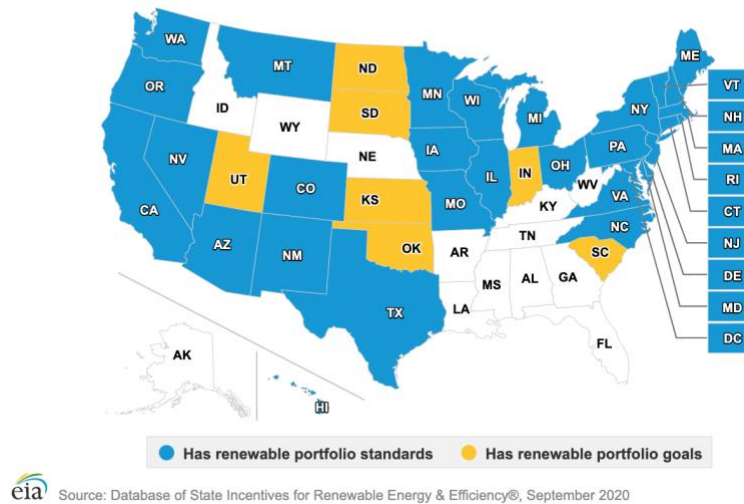 WA
MT
ND
ME
OR
MN
VT
ID
SD
WI
NY
NH
WY
MI
MA
IA
PA
NE
RI
NV
IL
IN
OH
UT
CO
WV
VA
CT
CA
KS
MO
KY
NJ
NC
TN
DE
AZ
NM
OK
AR
SC
MD
MS
AL
GA
DC
TX
LA
FL
AK
HI
Has renewable portfolio standards
Has renewable portfolio goals
eia
Source: Database of State Incentives for Renewable Energy & Efficiency®, September 2020